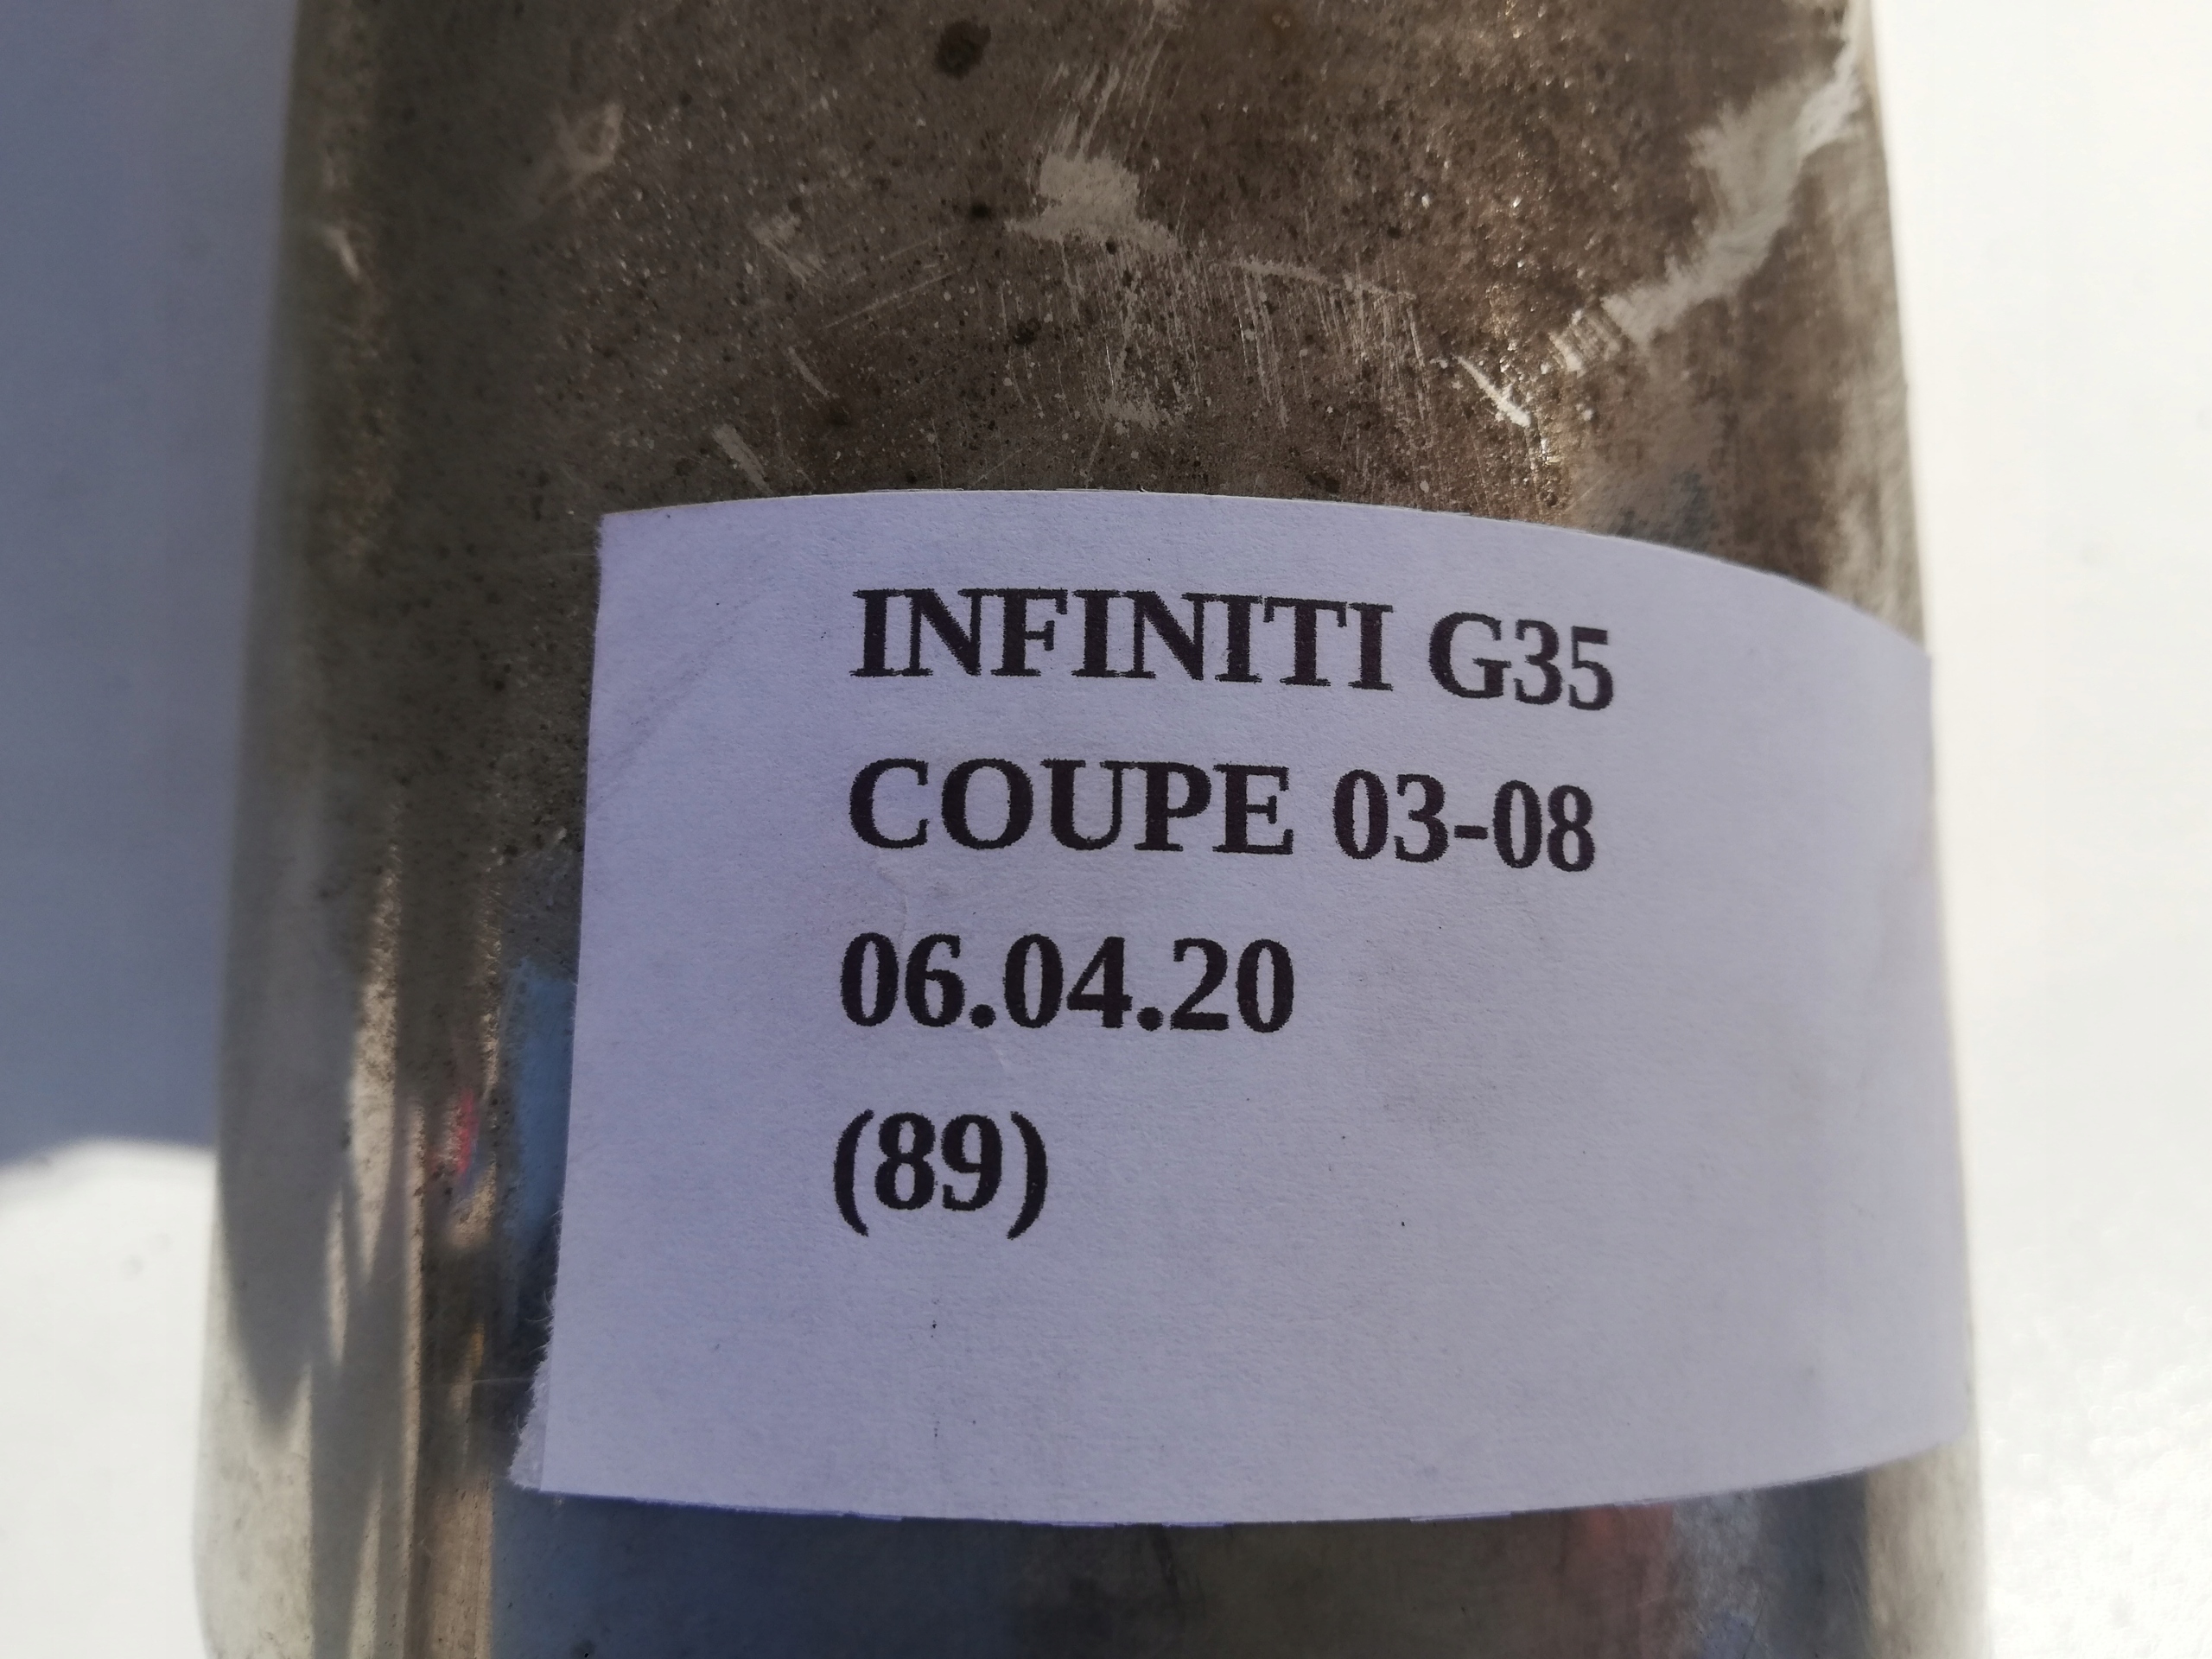 INFINITI G35
COUPE 03-08
06.04.20
(89)